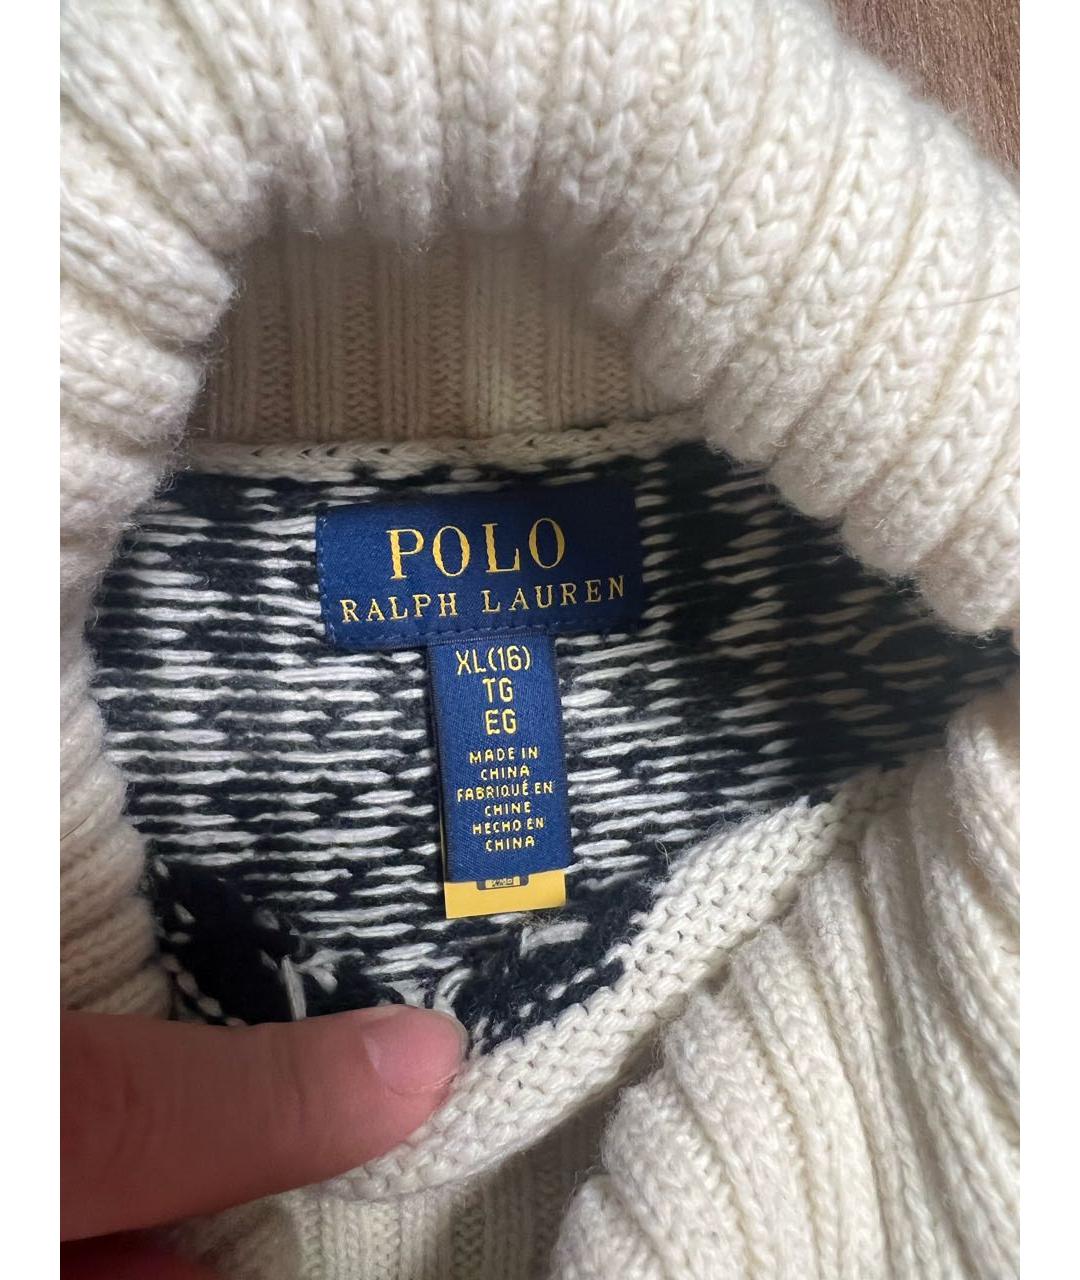 POLO
RALPH LAUREN
XL(16)
TG
EG
MADE IN
CHINA
FABRIQUÉ EN
CHINE
HECHO EN
CHINA